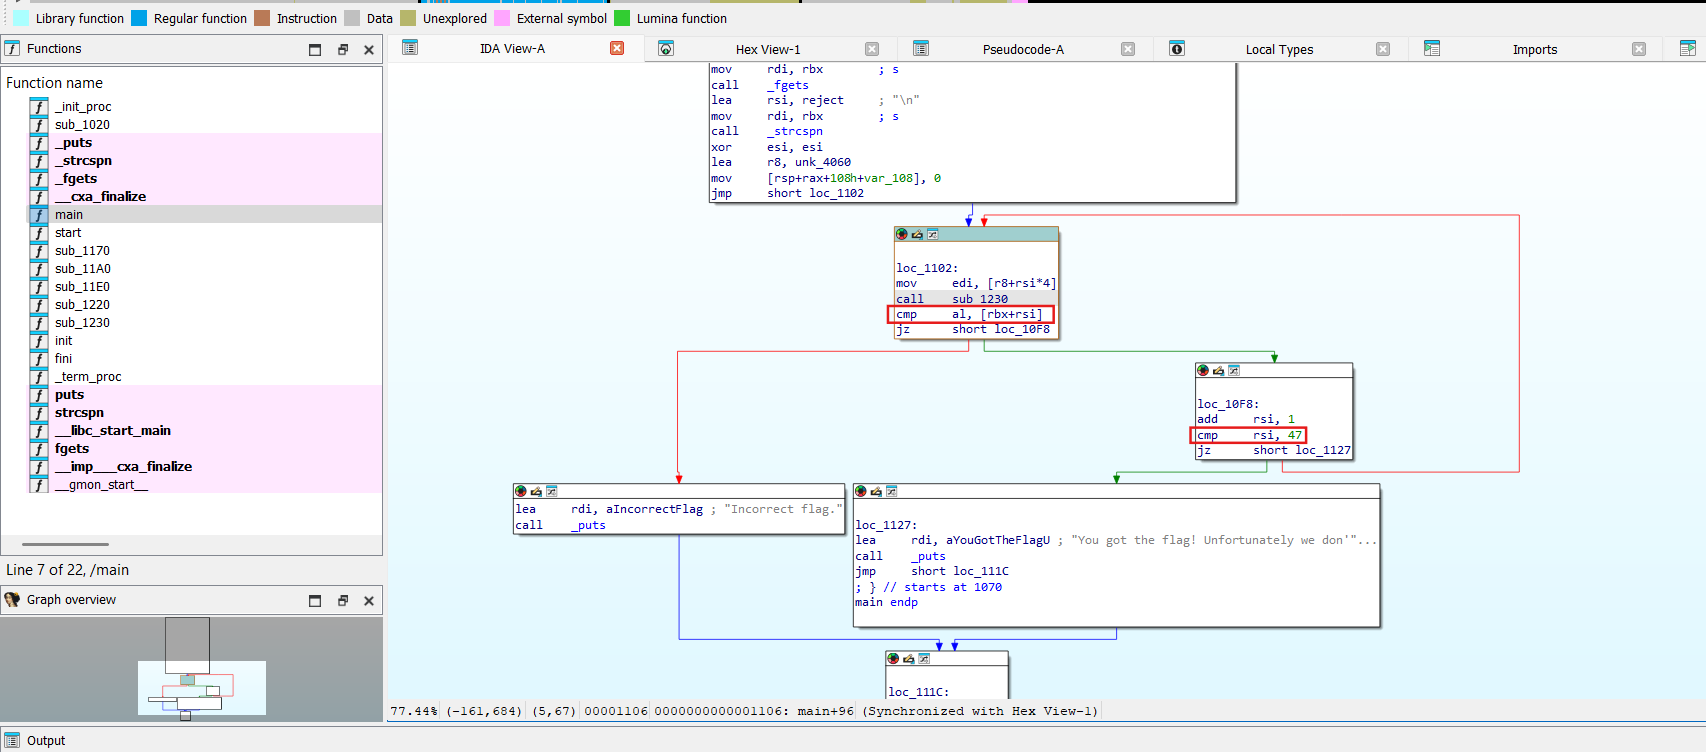 Library function Regular function Instruction Data Unexplored External symbol Lumina function
Functions
IDA View-A Hex View-1 Pseudocode-A Local Types Imports
Function name
_init_proc
sub_1020
_puts
_strcspn
_fgets
__cxa_finalize
main
start
sub_1170
sub_11A0
sub_11E0
sub_1220
sub_1230
init
fini
_term_proc
puts
strcspn
__libc_start_main
fgets
__imp___cxa_finalize
__gmon_start__
Line 7 of 22, /main
Graph overview
mov rdi, rbx ; s
call _fgets
lea rsi, reject ; "\n"
mov rdi, rbx ; s
call _strcspn
xor esi, esi
lea r8, unk_4060
mov [rsp+rax+108h+var_108], 0
jmp short loc_1102
loc_1102:
mov edi, [r8+rsi*4]
call sub_1230
cmp al, [rbx+rsi]
jz short loc_10F8
loc_10F8:
add rsi, 1
cmp rsi, 47
jz short loc_1127
lea rdi, aIncorrectFlag ; "Incorrect flag."
call _puts
loc_1127:
lea rdi, aYouGotTheFlagU ; "You got the flag! Unfortunately we don'"...
call _puts
jmp short loc_111C
; } // starts at 1070
main endp
loc_111C:
77.44% (-161,684) (5,67) 00001106 0000000000001106: main+96 (Synchronized with Hex View-1)
Output